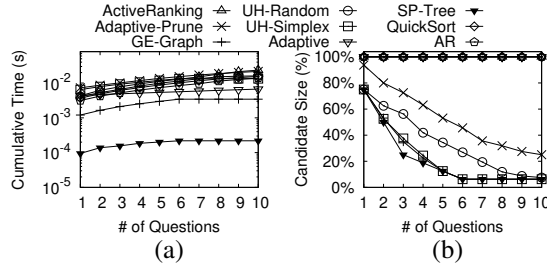 ActiveRanking UH-Random SP-Tree
Adaptive-Prune UH-Simplex QuickSort
GE-Graph Adaptive AR
Cumulative Time (s)
10-2
10-3
10-4
10-5
1 2 3 4 5 6 7 8 9 10
# of Questions
(a)
Candidate Size (%)
100%
80%
60%
40%
20%
0%
1 2 3 4 5 6 7 8 9 10
# of Questions
(b)